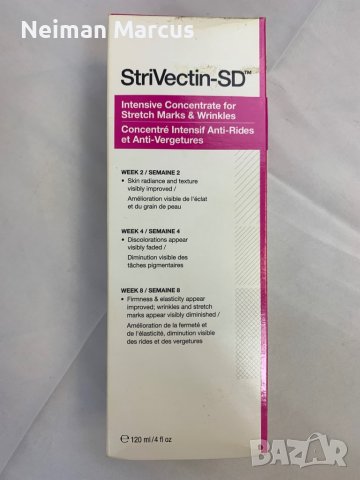 Neiman Marcus
StriVectin-SD™
Intensive Concentrate for
Stretch Marks & Wrinkles
Concentré Intensif Anti-Rides
et Anti-Vergetures
WEEK 2 / SEMAINE 2
• Skin radiance and texture
visibly improved /
Amélioration visible de l'éclat
et du grain de peau
WEEK 4 / SEMAINE 4
• Discolorations appear
visibly faded /
Diminution visible des
tâches pigmentaires
WEEK 8 / SEMAINE 8
• Firmness & elasticity appear
improved; wrinkles and stretch
marks appear visibly diminished /
Amélioration de la fermeté et
de l'élasticité, diminution visible
des rides et des vergetures
℮ 120 ml/4 fl oz
BAZAR